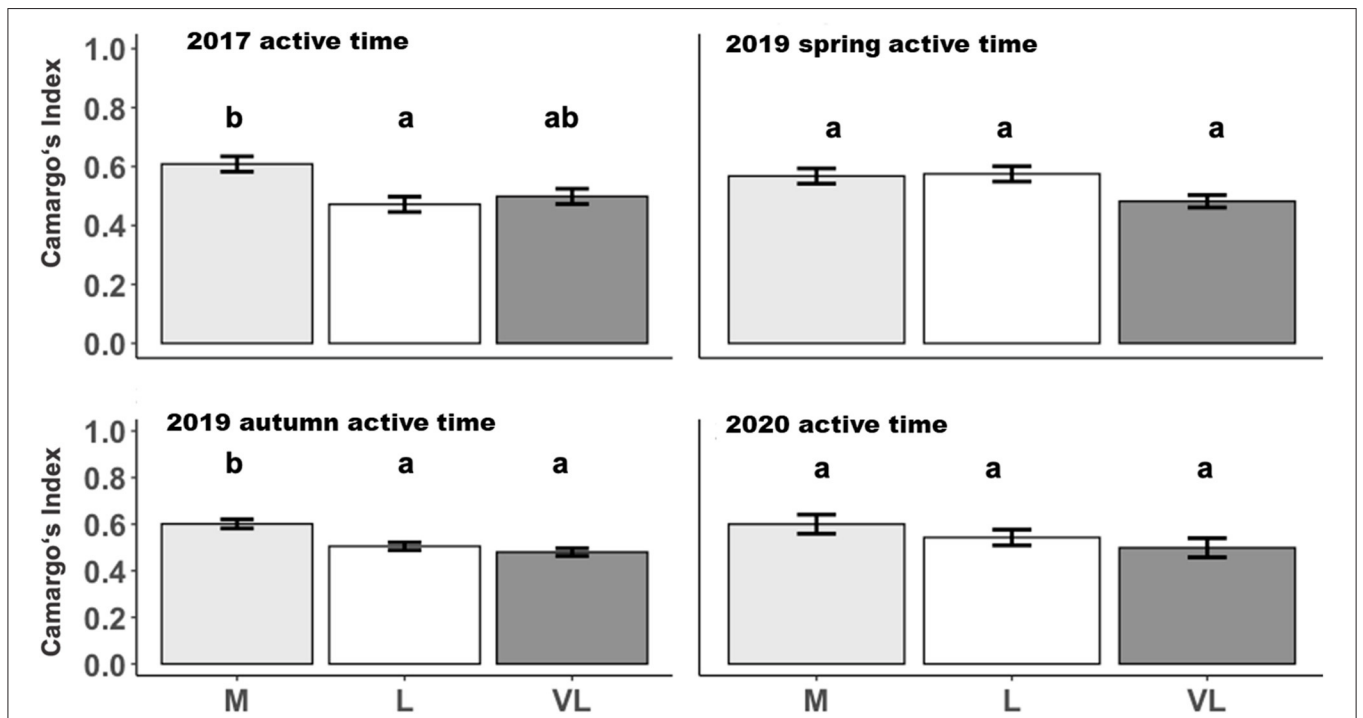 2017 active time
2019 spring active time
Camargo‘s Index
1.0
0.8
0.6
0.4
0.2
0.0
b a ab
a a a
2019 autumn active time
2020 active time
Camargo‘s Index
1.0
0.8
0.6
0.4
0.2
0.0
b a a
a a a
M L VL
M L VL